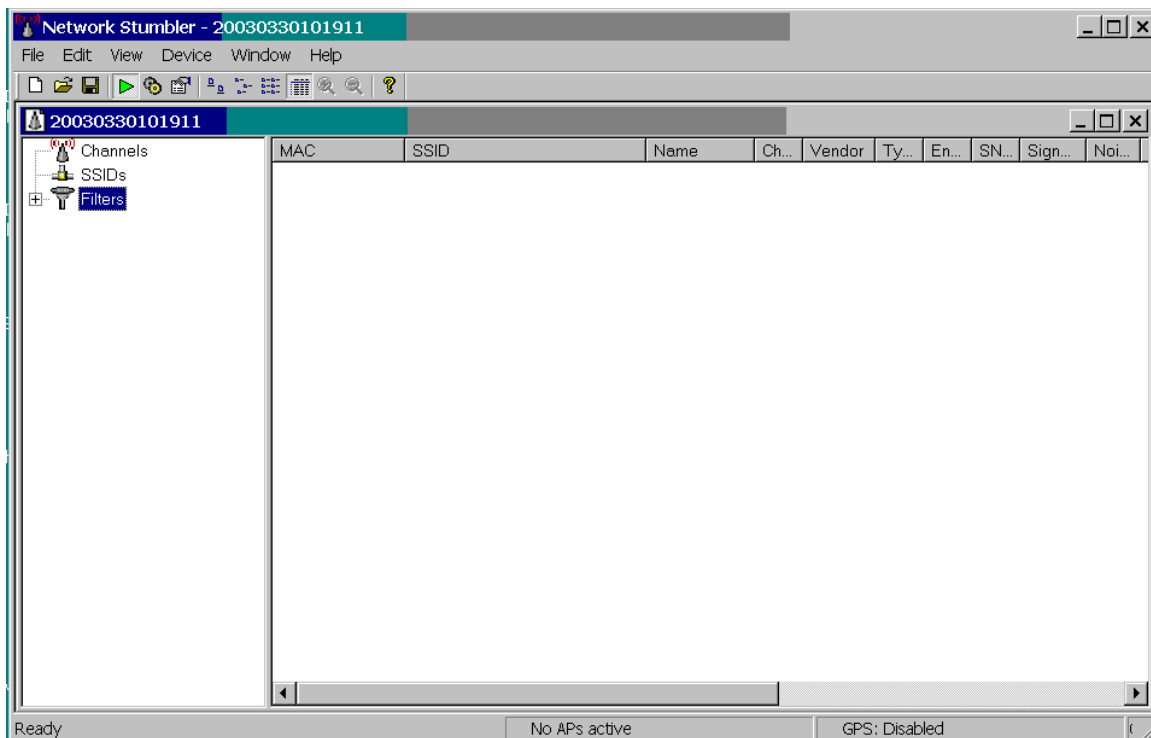 Network Stumbler - 20030330101911
File Edit View Device Window Help
20030330101911
Channels
SSIDs
Filters
MAC SSID Name Ch... Vendor Ty... En... SN... Sign... Noi...
Ready No APs active GPS: Disabled